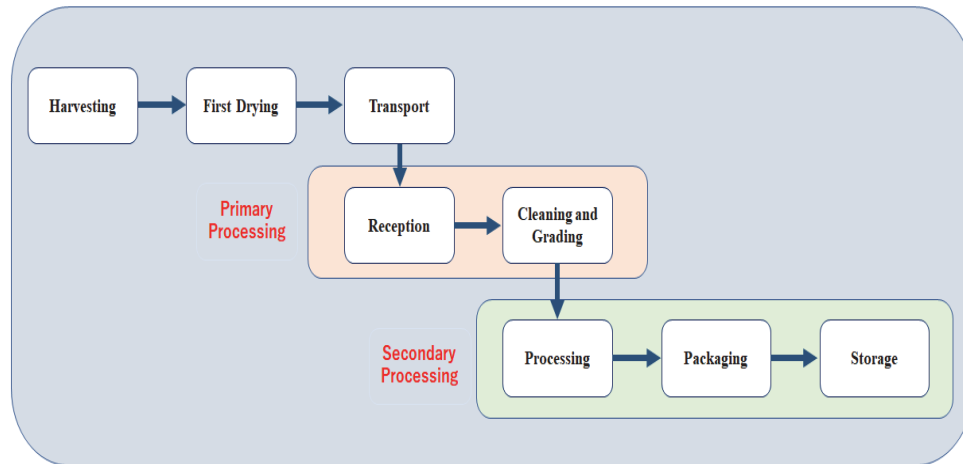 Harvesting
First Drying
Transport
Primary
Processing
Reception
Cleaning and
Grading
Secondary
Processing
Processing
Packaging
Storage